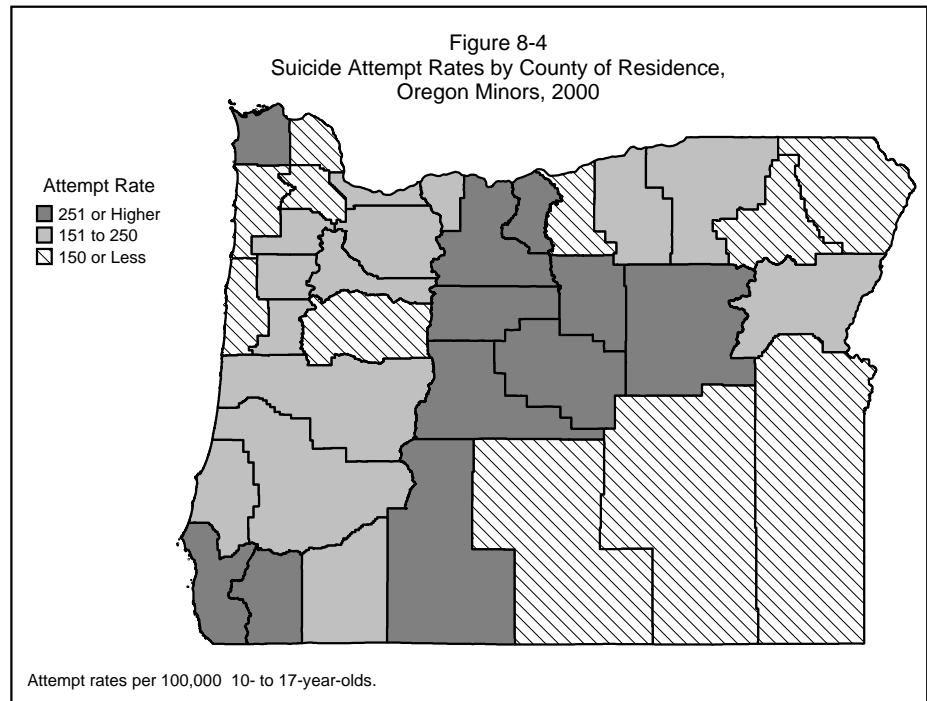 Figure 8-4
Suicide Attempt Rates by County of Residence,
Oregon Minors, 2000
Attempt Rate
251 or Higher
151 to 250
150 or Less
Attempt rates per 100,000  10- to 17-year-olds.